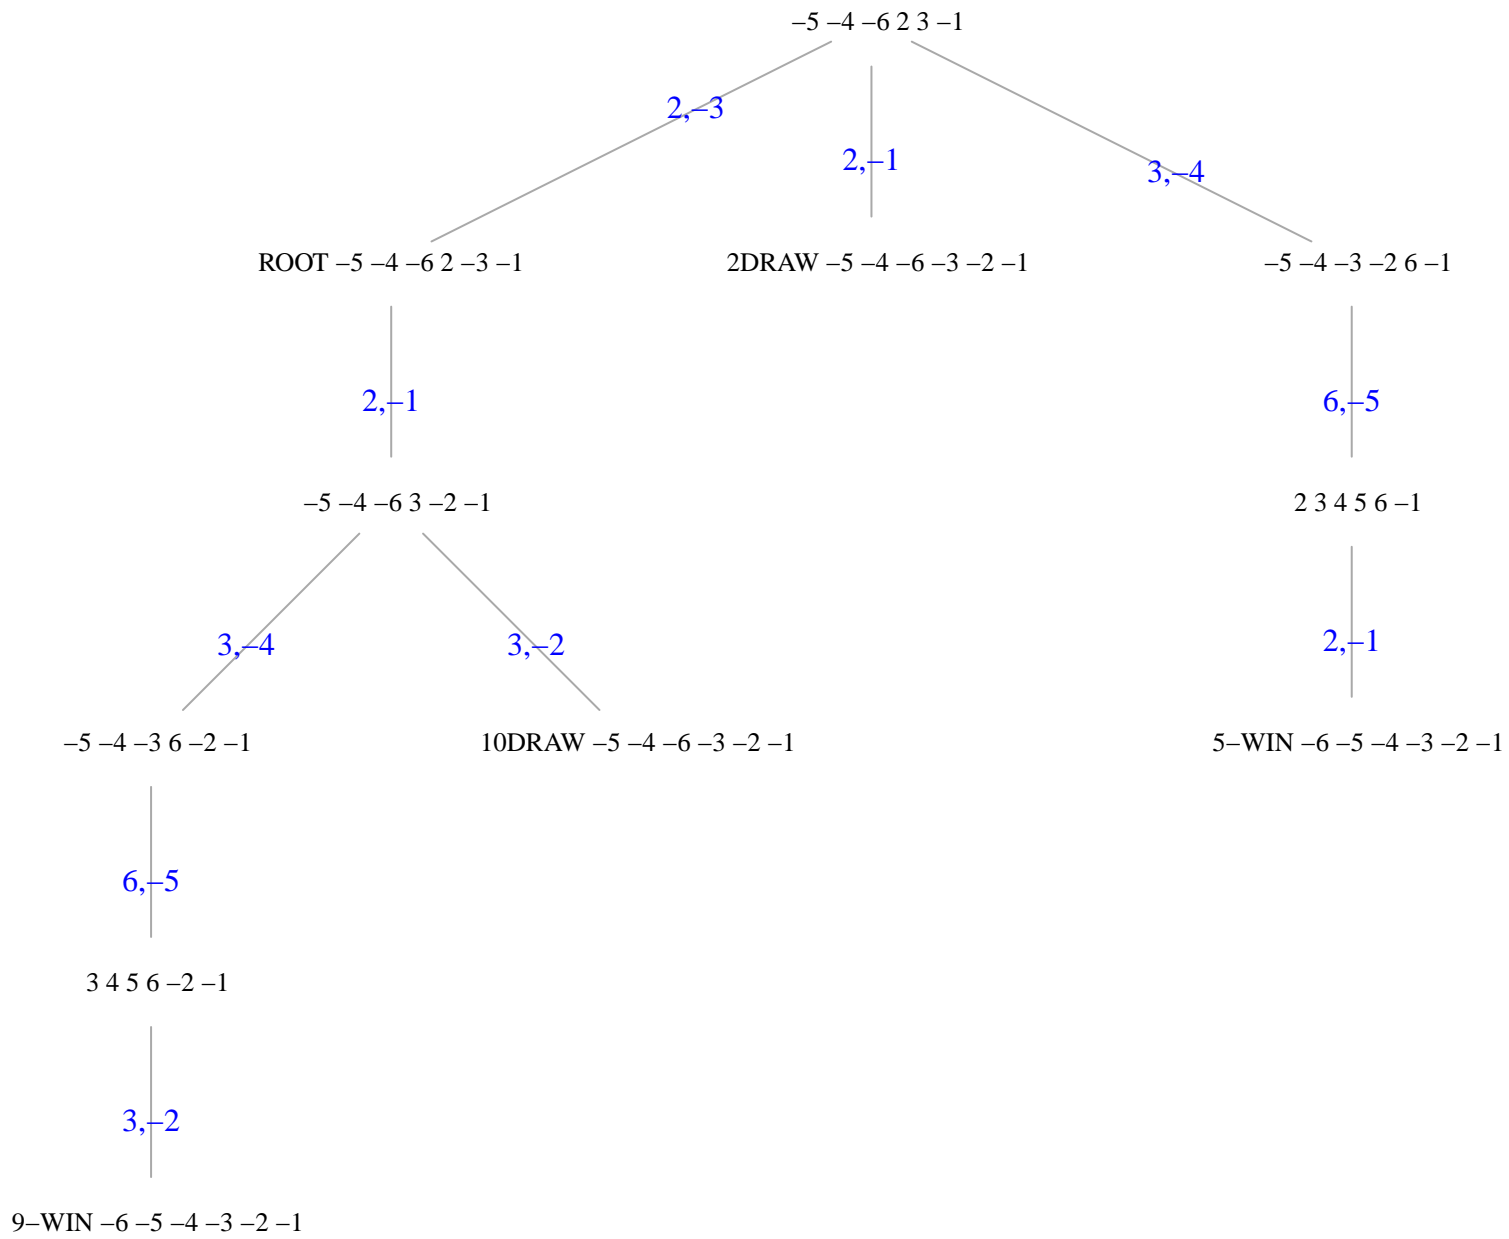 –5 –4 –6 2 3 –1
2,–3
2,–1
3,–4
ROOT –5 –4 –6 2 –3 –1
2DRAW –5 –4 –6 –3 –2 –1
–5 –4 –3 –2 6 –1
2,–1
6,–5
–5 –4 –6 3 –2 –1
2 3 4 5 6 –1
3,–4
3,–2
2,–1
–5 –4 –3 6 –2 –1
10DRAW –5 –4 –6 –3 –2 –1
5–WIN –6 –5 –4 –3 –2 –1
6,–5
3 4 5 6 –2 –1
3,–2
9–WIN –6 –5 –4 –3 –2 –1